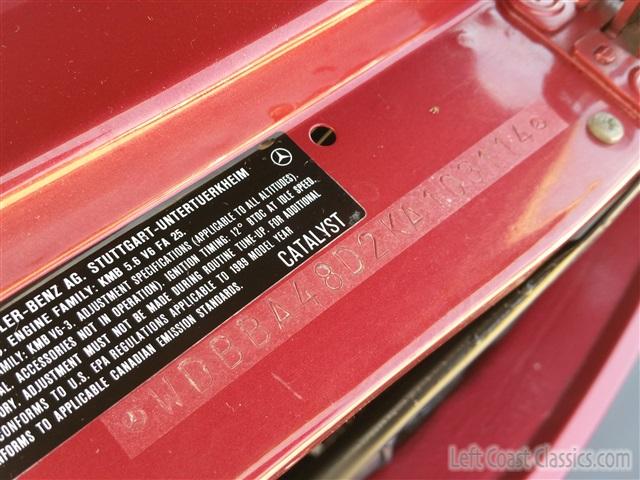 LER-BENZ AG. STUTTGART-UNTERTUERKHEIM
ENGINE FAMILY: KMB 5.6 V6 FA 25.
FAMILY: KMB V6-3. ADJUSTMENT SPECIFICATIONS (APPLICABLE TO ALL ALTITUDES).
AL. ACCESSORIES NOT IN OPERATION). IGNITION TIMING: 12° BTDC AT IDLE SPEED.
ORY. ADJUSTMENT MUST NOT BE MADE DURING ROUTINE TUNE-UP. FOR ADDITIONAL
CONFORMS TO U.S. EPA REGULATIONS APPLICABLE TO 1989 MODEL YEAR
TO APPLICABLE CANADIAN EMISSION STANDARDS.
CATALYST
WDBBA48D2KA103114
Left Coast Classics.com